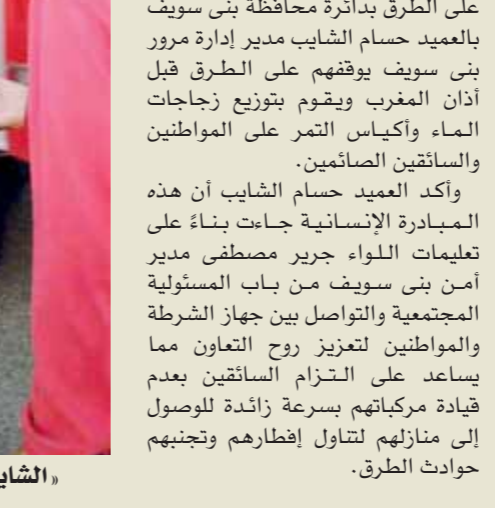 على الطرق بدائرة محافظة بنى سويف
بالعميد حسام الشايب مدير إدارة مرور
بنى سويف يوقفهم على الطرق قبل
أذان المغرب ويقوم بتوزيع زجاجات
الماء وأكياس التمر على المواطنين
والسائقين الصائمين.
وأكد العميد حسام الشايب أن هذه
المبادرة الإنسانية جاءت بناءً على
تعليمات اللواء جرير مصطفى مدير
أمن بنى سويف من باب المسئولية
المجتمعية والتواصل بين جهاز الشرطة
والمواطنين لتعزيز روح التعاون مما
يساعد على التزام السائقين بعدم
قيادة مركباتهم بسرعة زائدة للوصول
إلى منازلهم لتناول إفطارهم وتجنبهم
حوادث الطرق.